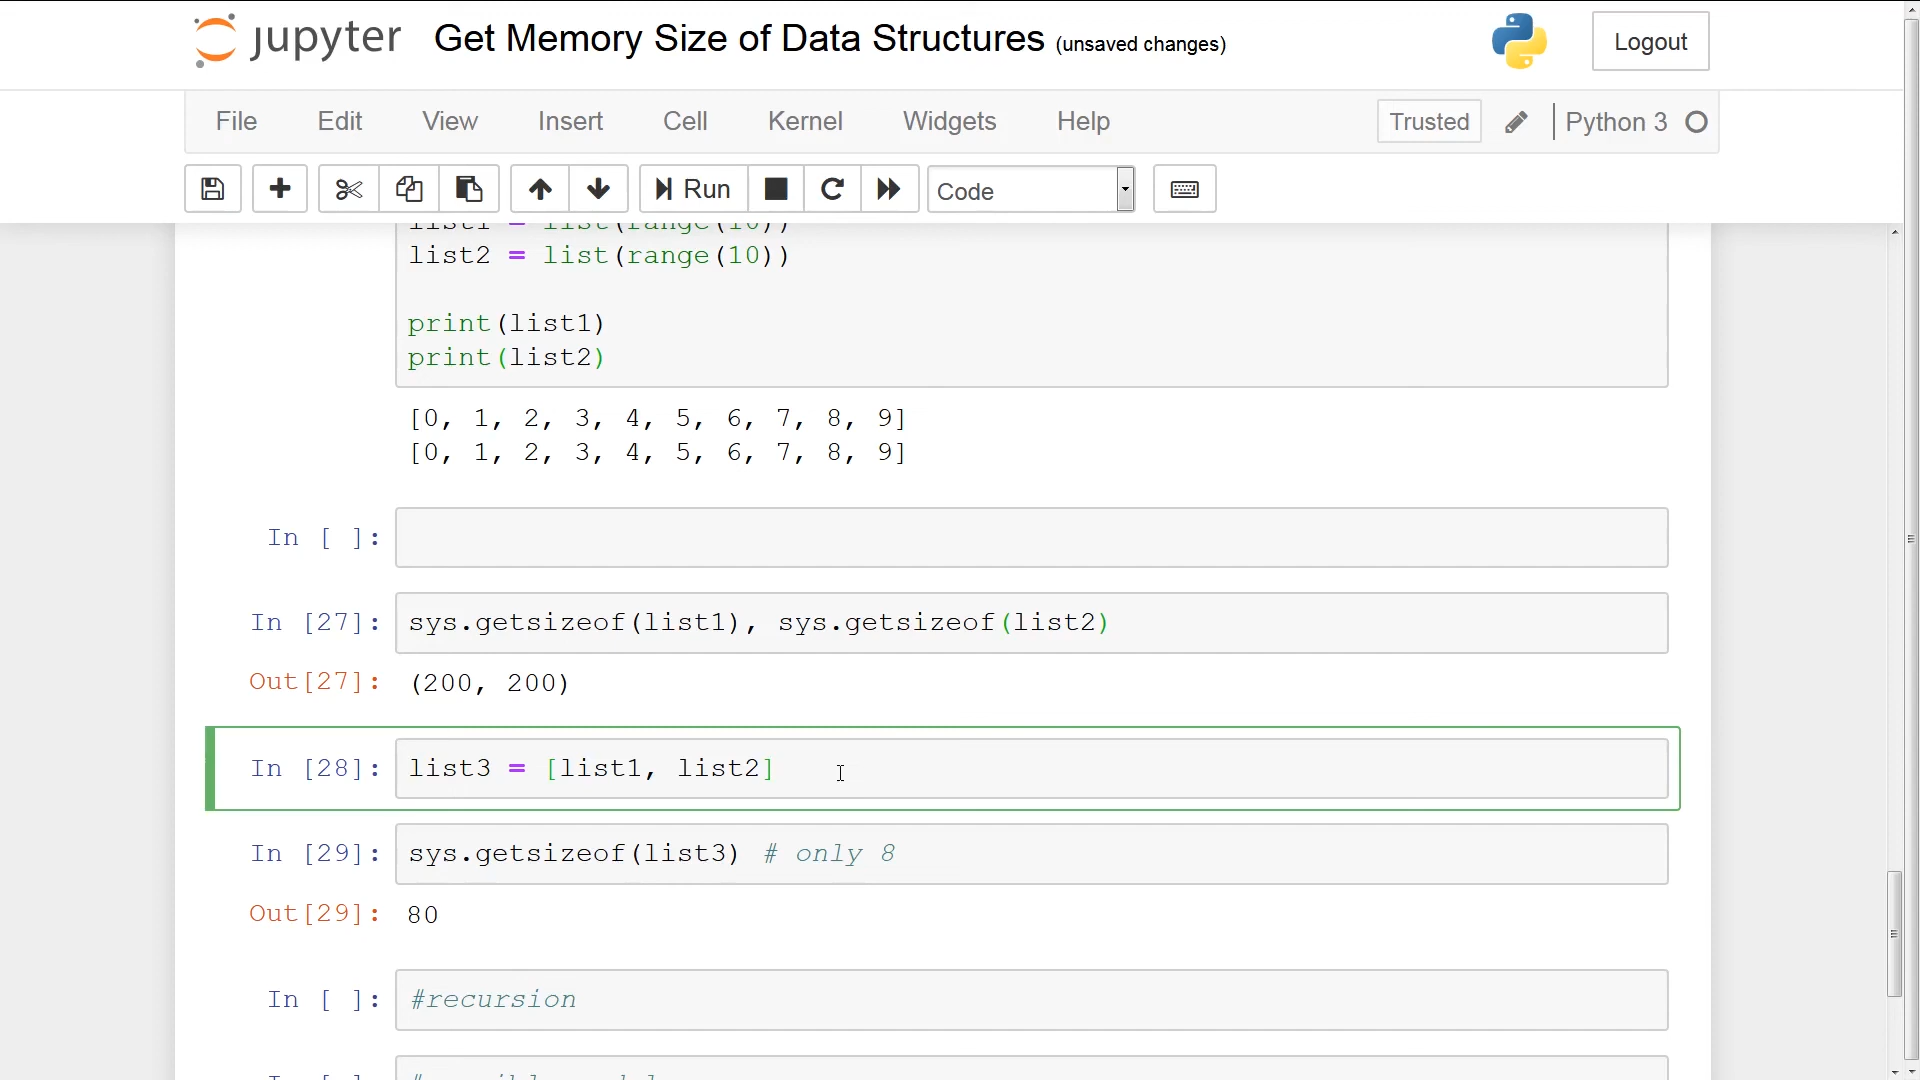 jupyter Get Memory Size of Data Structures (unsaved changes) Logout
File Edit View Insert Cell Kernel Widgets Help Trusted Python 3
Run Code
list1 = list(range(10))
list2 = list(range(10))
print(list1)
print(list2)
[0, 1, 2, 3, 4, 5, 6, 7, 8, 9]
[0, 1, 2, 3, 4, 5, 6, 7, 8, 9]
In [ ]:
In [27]: sys.getsizeof(list1), sys.getsizeof(list2)
Out[27]: (200, 200)
In [28]: list3 = [list1, list2]
In [29]: sys.getsizeof(list3) # only 8
Out[29]: 80
In [ ]: #recursion